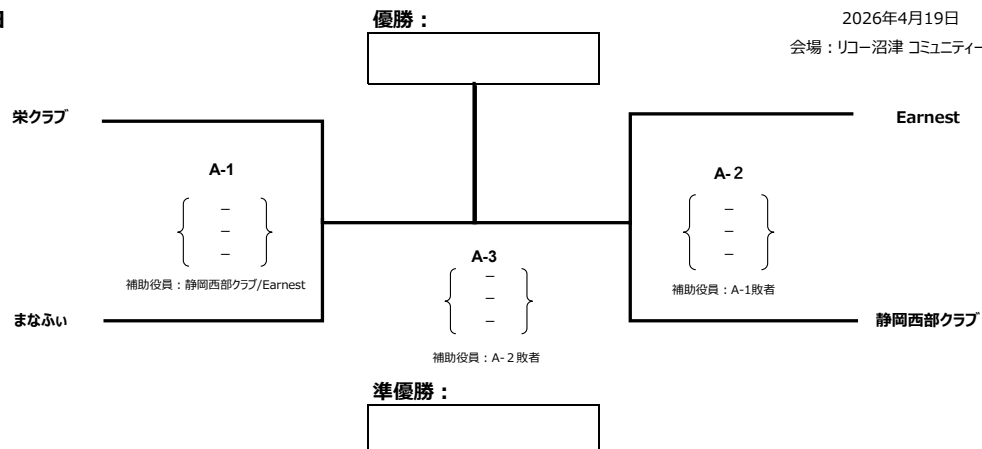 優勝：
2026年4月19日
会場：リコー沼津 コミュニティー
栄クラブ
Earnest
A-1
A-２
－
－
－
－
－
－
A-3
補助役員：静岡西部クラブ/Earnest
－
－
－
補助役員：A-1敗者
まなふぃ
静岡西部クラブ
補助役員：A-２敗者
準優勝：